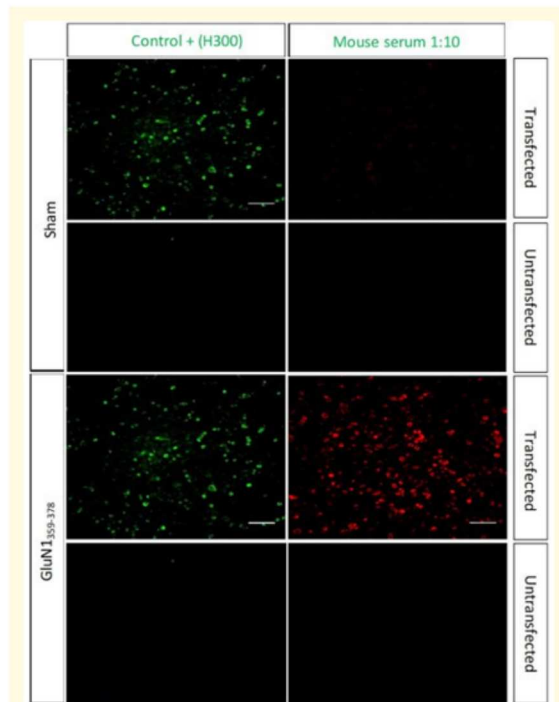 Control + (H300)
Mouse serum 1:10
Sham
Transfected
Untransfected
GluN1359-378
Transfected
Untransfected